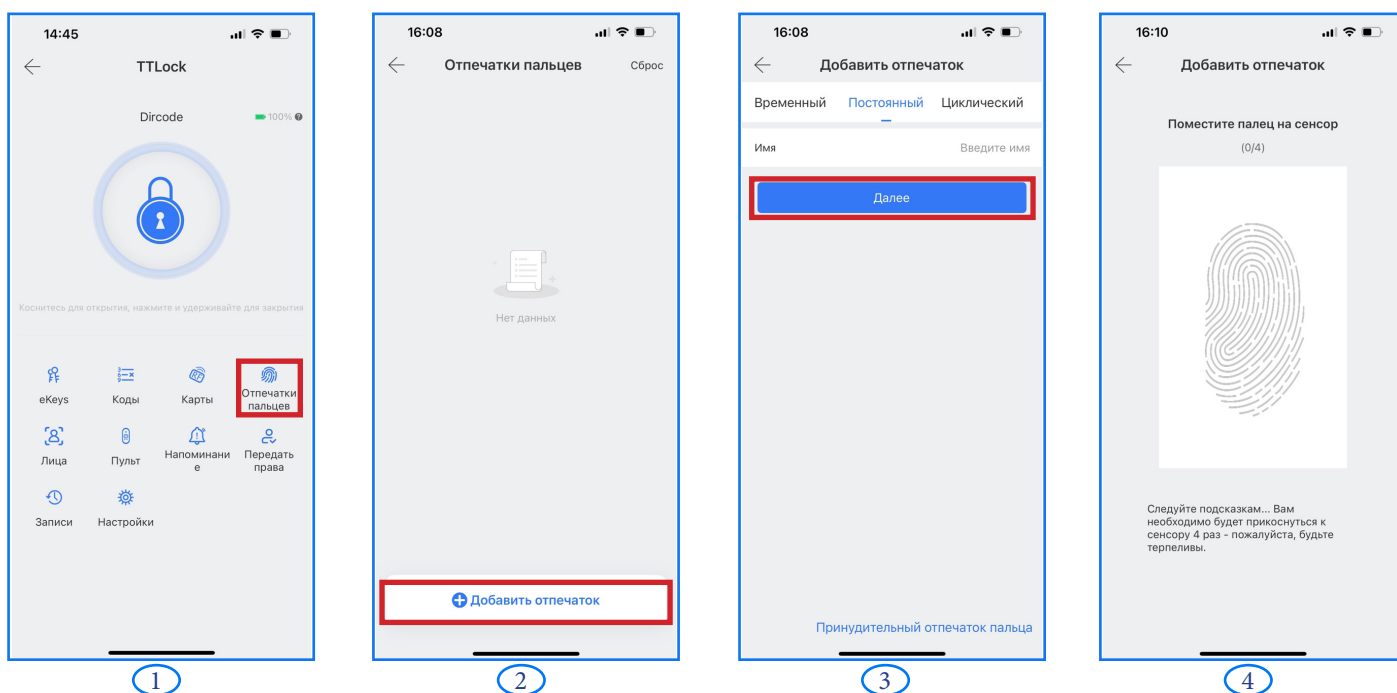 14:45
TTLock
Dircode
100%
Коснитесь для открытия, нажмите и удерживайте для закрытия
eKeys
Коды
Карты
Отпечатки
пальцев
Лица
Пульт
Напоминани
е
Передать
права
Записи
Настройки
1
16:08
Отпечатки пальцев
Сброс
Нет данных
Добавить отпечаток
2
16:08
Добавить отпечаток
Временный
Постоянный
Циклический
Имя
Введите имя
Далее
Принудительный отпечаток пальца
3
16:10
Добавить отпечаток
Поместите палец на сенсор
(0/4)
Следуйте подсказкам... Вам
необходимо будет прикоснуться к
сенсору 4 раз - пожалуйста, будьте
терпеливы.
4